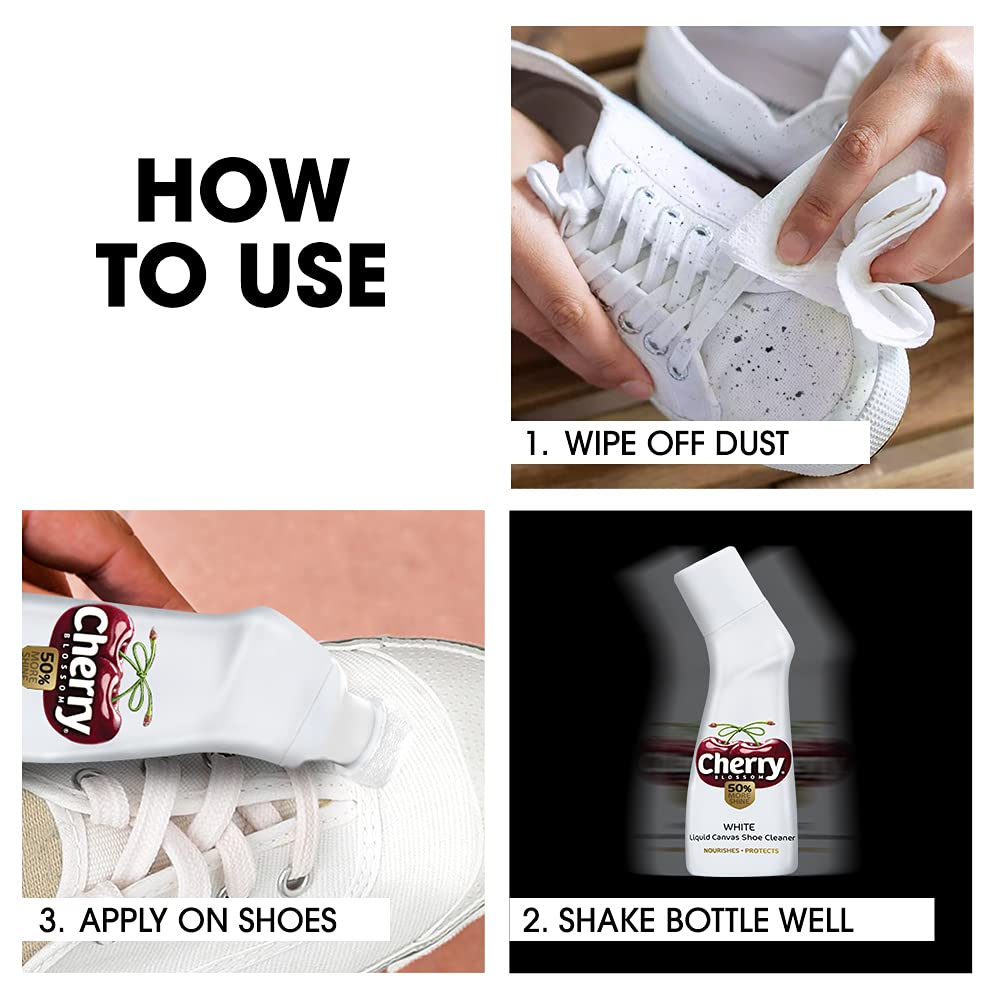 HOW
TO USE
1. WIPE OFF DUST
2. SHAKE BOTTLE WELL
Cherry
BLOSSOM
50%
MORE
SHINE
WHITE
Liquid Canvas Shoe Cleaner
NOURISHES • PROTECTS
3. APPLY ON SHOES
Cherry
BLOSSOM
50%
MORE
SHINE